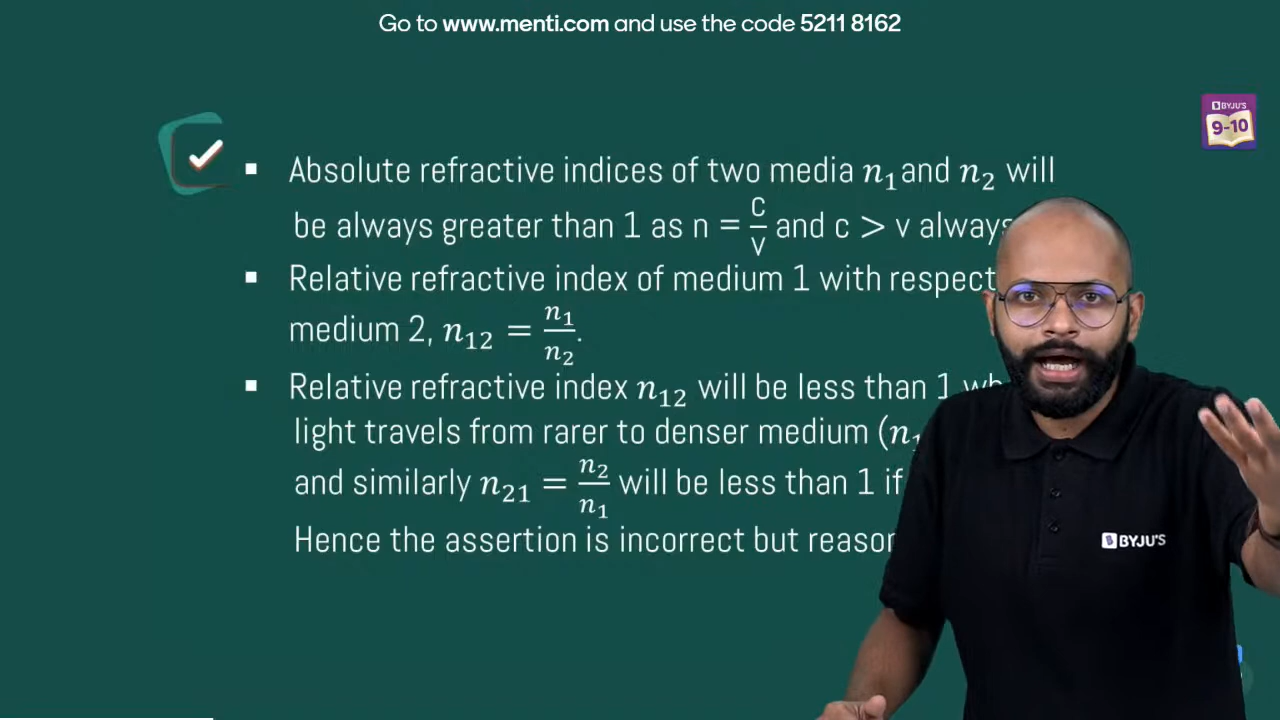 Go to www.menti.com and use the code 5211 8162
BYJU'S
9-10
▪ Absolute refractive indices of two media n₁ and n₂ will
be always greater than 1 as n = c/v and c > v always
▪ Relative refractive index of medium 1 with respect
medium 2, n₁₂ = n₁/n₂.
▪ Relative refractive index n₁₂ will be less than 1
light travels from rarer to denser medium (n₁
and similarly n₂₁ = n₂/n₁ will be less than 1 if
Hence the assertion is incorrect but
BYJU'S